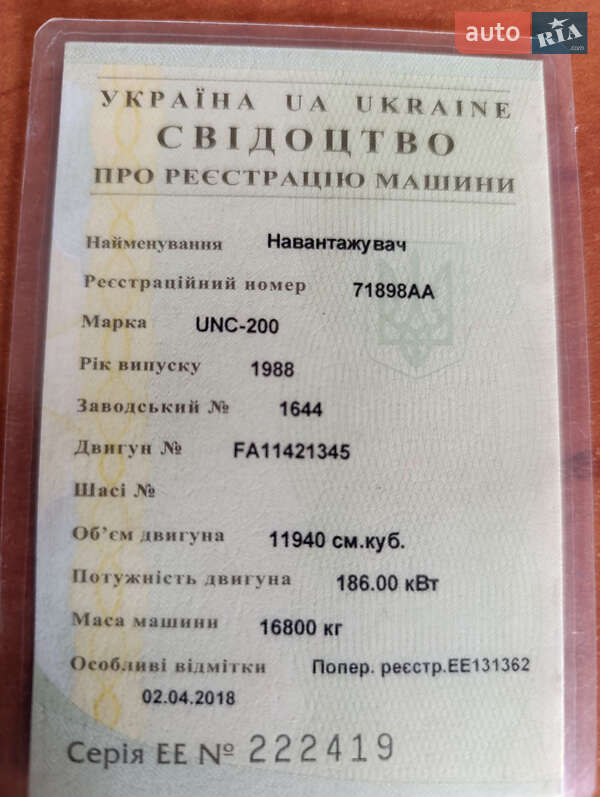 auto RIA.com
УКРАЇНА UA UKRAINE
СВІДОЦТВО
ПРО РЕЄСТРАЦІЮ МАШИНИ
Найменування Навантажувач
Реєстраційний номер 71898АА
Марка UNC-200
Рік випуску 1988
Заводський № 1644
Двигун № FA11421345
Шасі №
Об’єм двигуна 11940 см.куб.
Потужність двигуна 186.00 кВт
Маса машини 16800 кг
Особливі відмітки Попер. реєстр.ЕЕ131362
02.04.2018
Серія ЕЕ № 222419